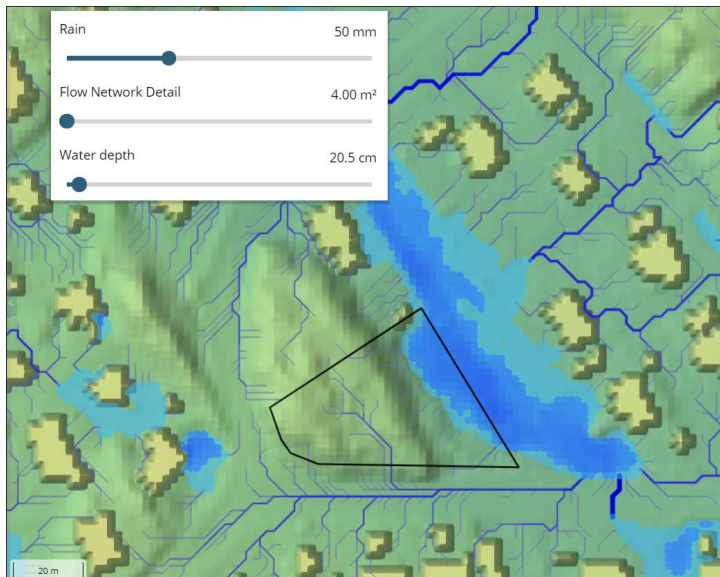 Rain
50 mm
Flow Network Detail
4.00 m²
Water depth
20.5 cm
20 m